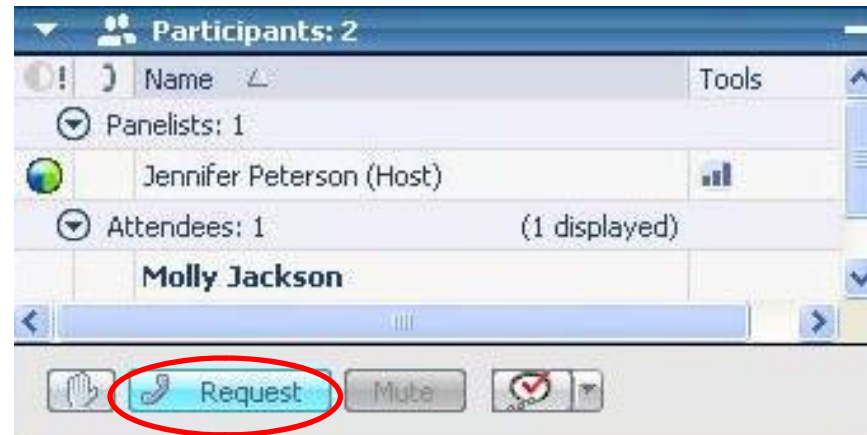 Participants: 2
! Name Tools
Panelists: 1
Jennifer Peterson (Host)
Attendees: 1 (1 displayed)
Molly Jackson
Request Mute